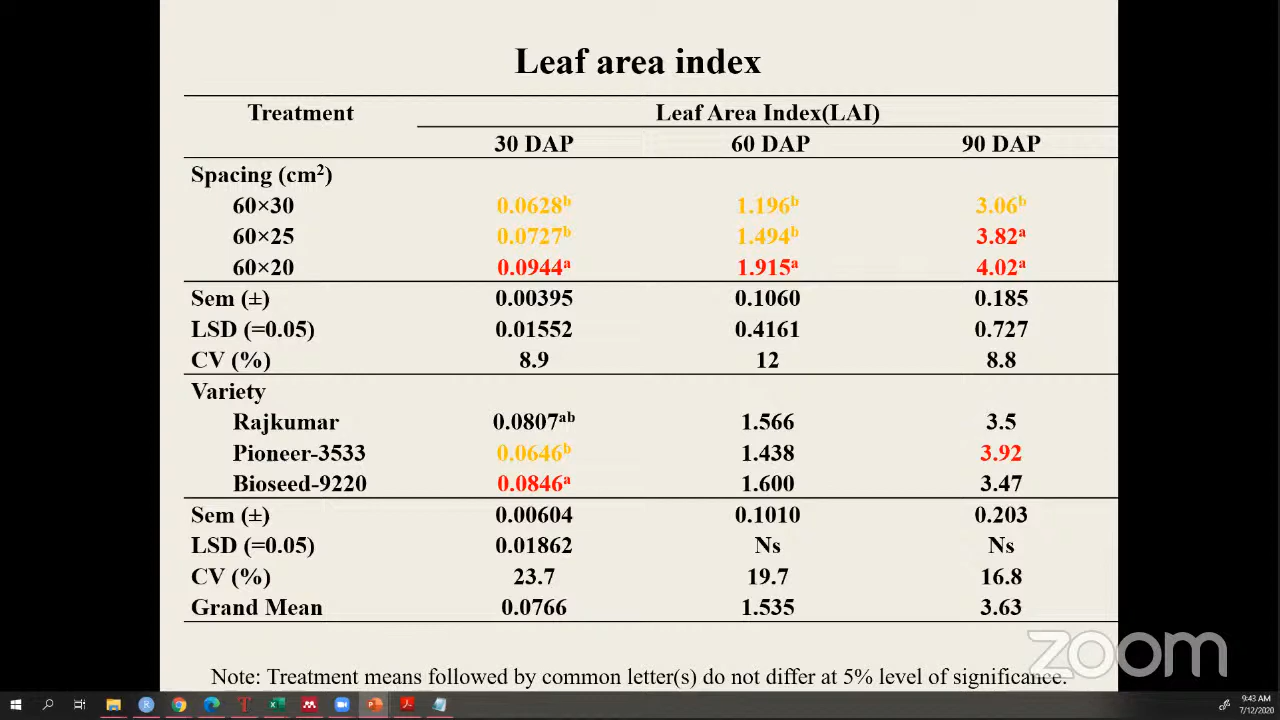 Leaf area index
Treatment Leaf Area Index(LAI)
30 DAP 60 DAP 90 DAP
Spacing (cm²)
60×30 0.0628ᵇ 1.196ᵇ 3.06ᵇ
60×25 0.0727ᵇ 1.494ᵇ 3.82ᵃ
60×20 0.0944ᵃ 1.915ᵃ 4.02ᵃ
Sem (±) 0.00395 0.1060 0.185
LSD (=0.05) 0.01552 0.4161 0.727
CV (%) 8.9 12 8.8
Variety
Rajkumar 0.0807ᵃᵇ 1.566 3.5
Pioneer-3533 0.0646ᵇ 1.438 3.92
Bioseed-9220 0.0846ᵃ 1.600 3.47
Sem (±) 0.00604 0.1010 0.203
LSD (=0.05) 0.01862 Ns Ns
CV (%) 23.7 19.7 16.8
Grand Mean 0.0766 1.535 3.63
zoom
Note: Treatment means followed by common letter(s) do not differ at 5% level of significance.
9:43 AM
7/12/2020